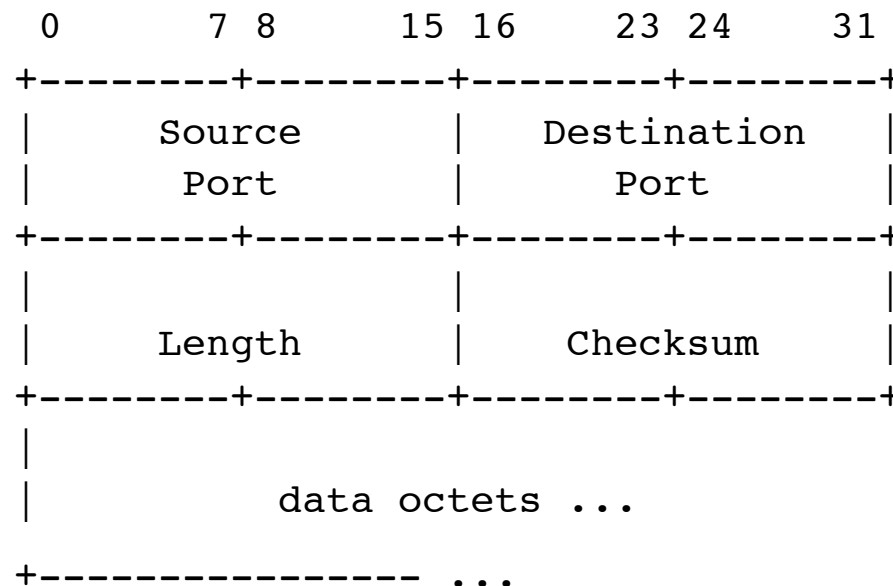 0 7 8 15 16 23 24 31
+--------+--------+--------+--------+
| Source | Destination |
| Port | Port |
+--------+--------+--------+--------+
| | |
| Length | Checksum |
+--------+--------+--------+--------+
|
| data octets ...
+---------------- ...